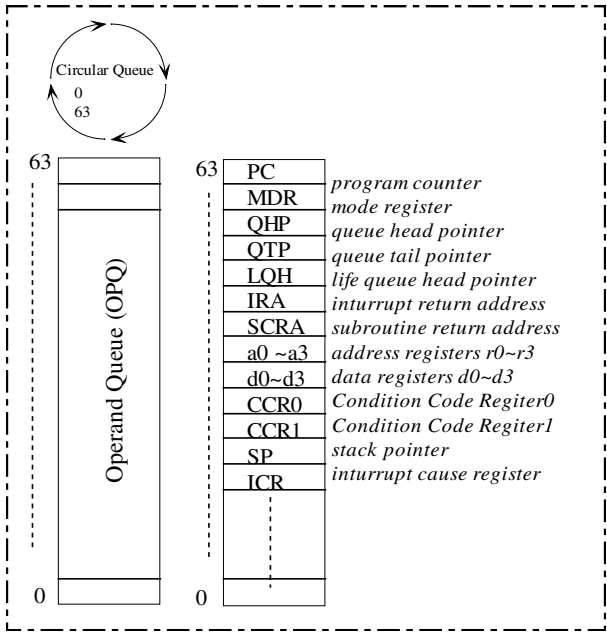 Circular Queue
0
63
63
Operand Queue (OPQ)
0
63
PC program counter
MDR mode register
QHP queue head pointer
QTP queue tail pointer
LQH life queue head pointer
IRA inturrupt return address
SCRA subroutine return address
a0 ~a3 address registers r0~r3
d0~d3 data registers d0~d3
CCR0 Condition Code Regiter0
CCR1 Condition Code Regiter1
SP stack pointer
ICR inturrupt cause register
0